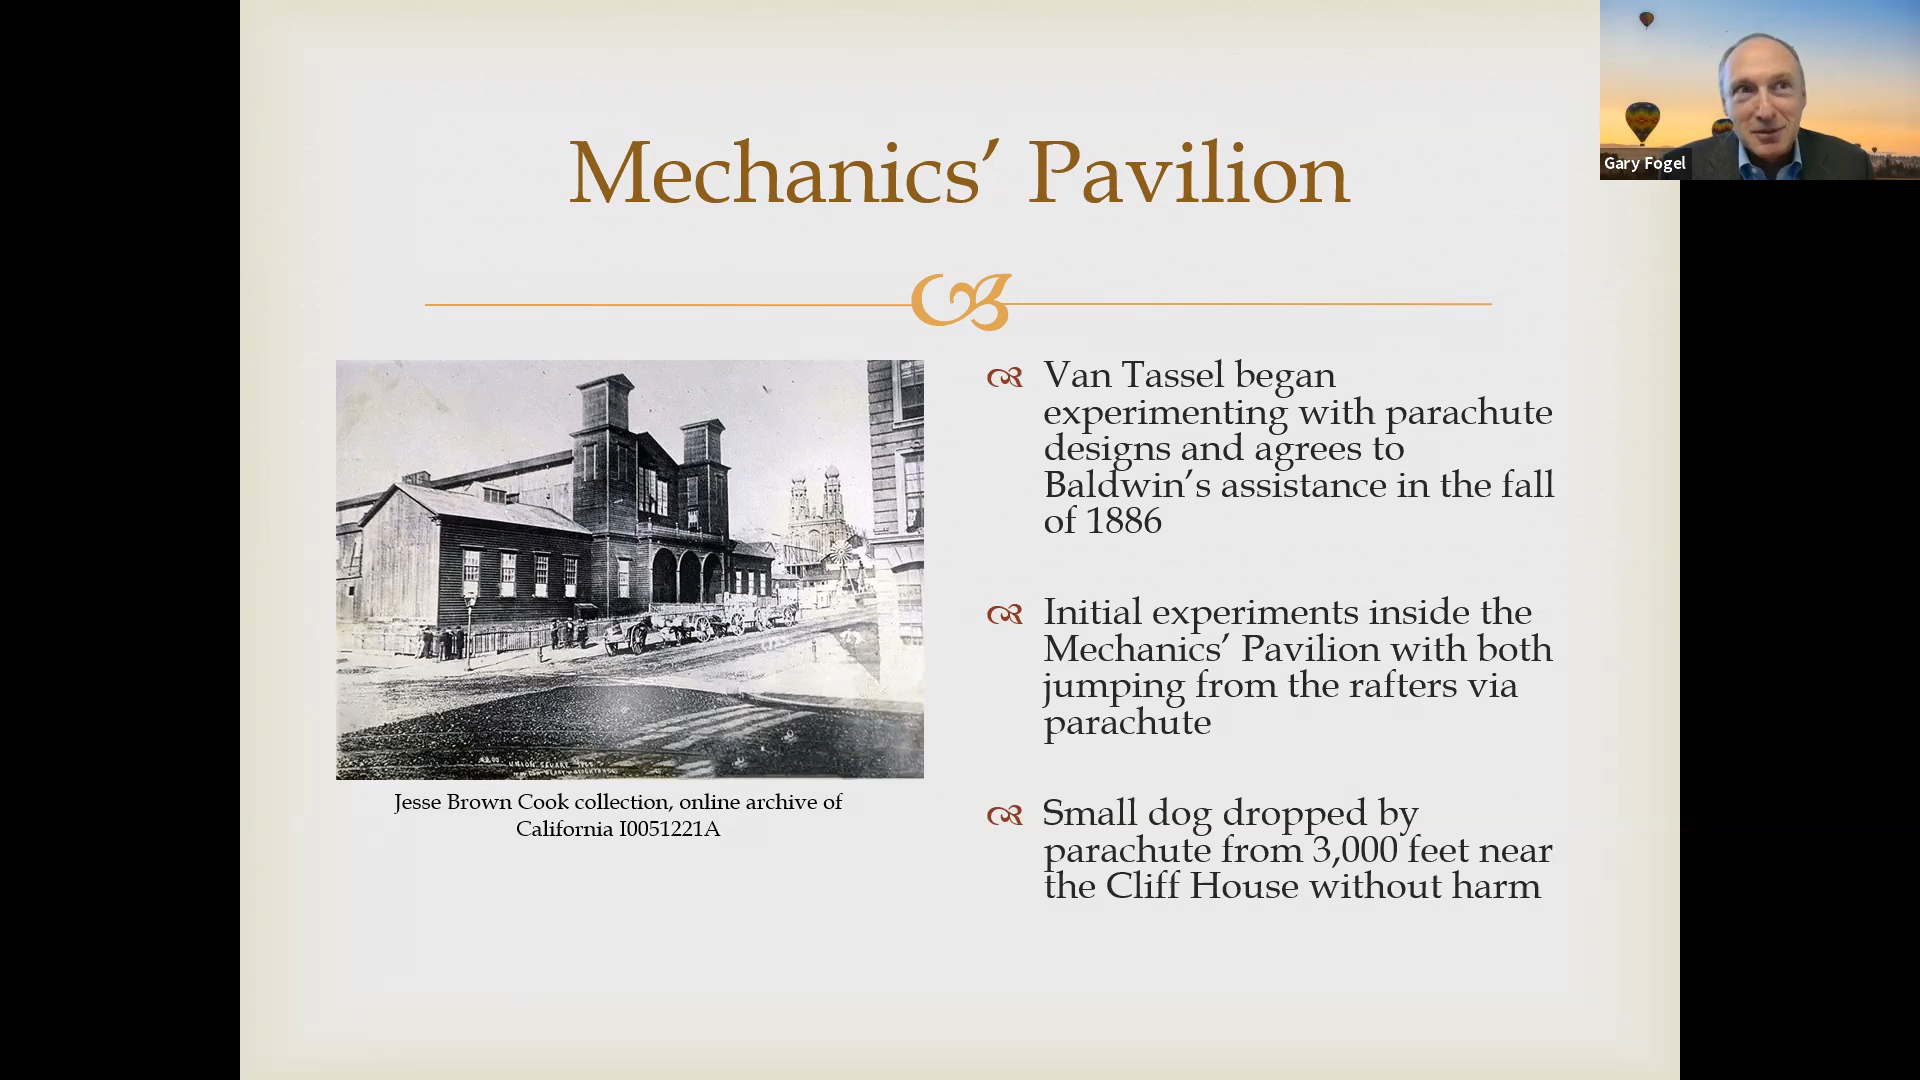 Mechanics’ Pavilion
Gary Fogel
Van Tassel began
experimenting with parachute
designs and agrees to
Baldwin’s assistance in the fall
of 1886
Initial experiments inside the
Mechanics’ Pavilion with both
jumping from the rafters via
parachute
Small dog dropped by
parachute from 3,000 feet near
the Cliff House without harm
UNION SQUARE
Jesse Brown Cook collection, online archive of
California I0051221A